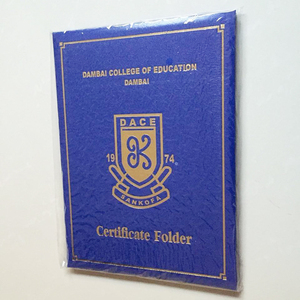 DAMBAI COLLEGE OF EDUCATION
DAMBAI
DACE
19 74
SANKOFA
Certificate Folder